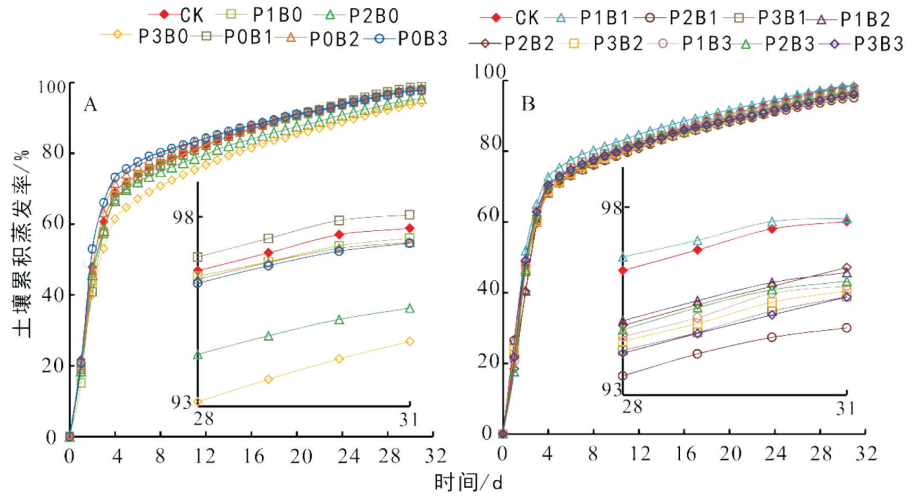 CK P1B0 P2B0
P3B0 P0B1 P0B2 P0B3
CK P1B1 P2B1 P3B1 P1B2
P2B2 P3B2 P1B3 P2B3 P3B3
土壤累积蒸发率/%
100
80
60
40
20
0
A
98
93
28 31
0 4 8 12 16 20 24 28 32
100
80
60
40
20
0
B
98
93
28 31
0 4 8 12 16 20 24 28 32
时间/d